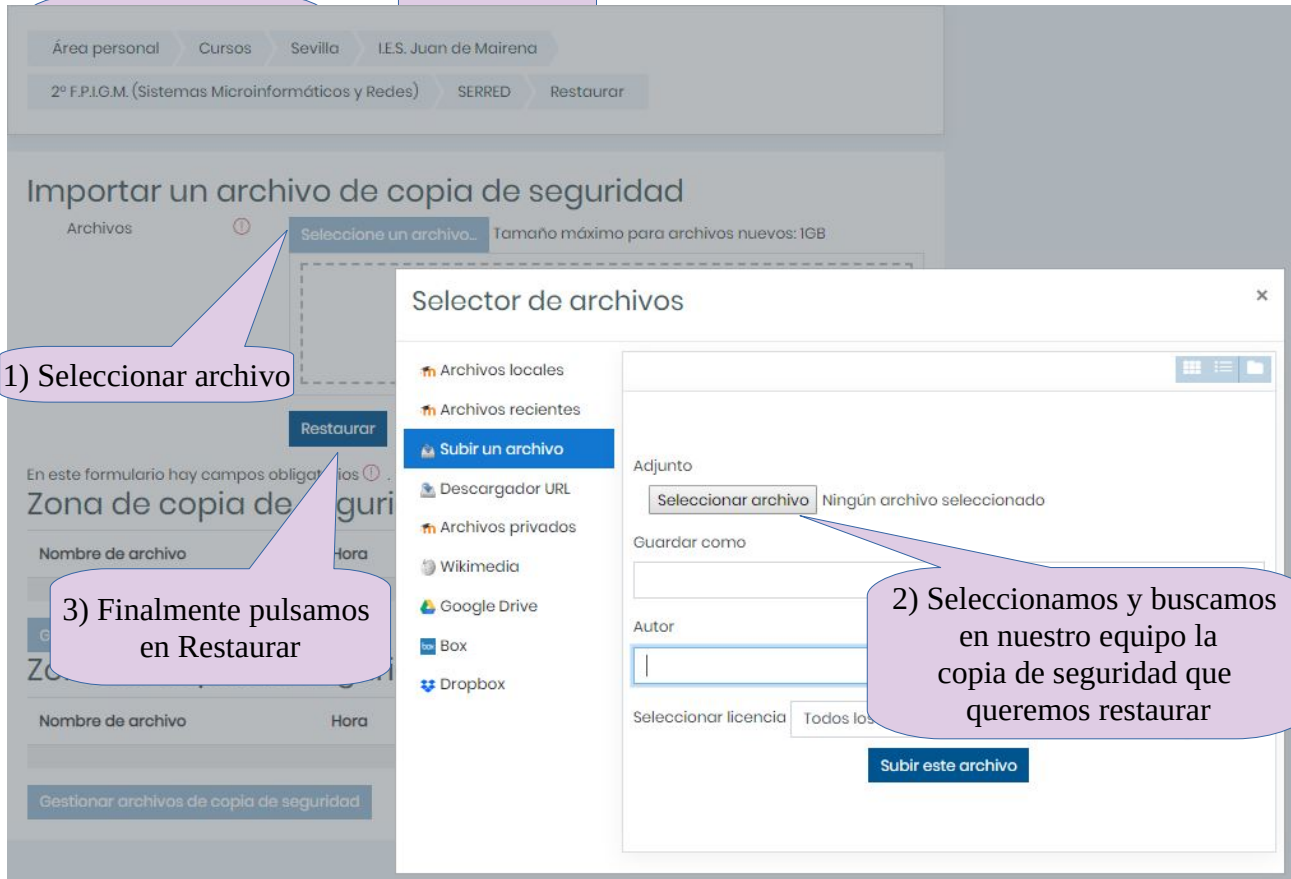 Área personal Cursos Sevilla I.E.S. Juan de Mairena
2º F.P.I.G.M. (Sistemas Microinformáticos y Redes) SERRED Restaurar
Importar un archivo de copia de seguridad
Archivos Seleccione un archivo... Tamaño máximo para archivos nuevos: 1GB
1) Seleccionar archivo
Restaurar
En este formulario hay campos
Zona de copia de
Nombre de archivo Hora
3) Finalmente pulsamos
en Restaurar
Nombre de archivo Hora
Gestionar archivos de copia de seguridad
Selector de archivos ×
Archivos locales
Archivos recientes
Subir un archivo
Descargador URL
Archivos privados
Wikimedia
Google Drive
box Box
Dropbox
Adjunto
Seleccionar archivo Ningún archivo seleccionado
Guardar como
Autor
Seleccionar licencia Todos los
Subir este archivo
2) Seleccionamos y buscamos
en nuestro equipo la
copia de seguridad que
queremos restaurar